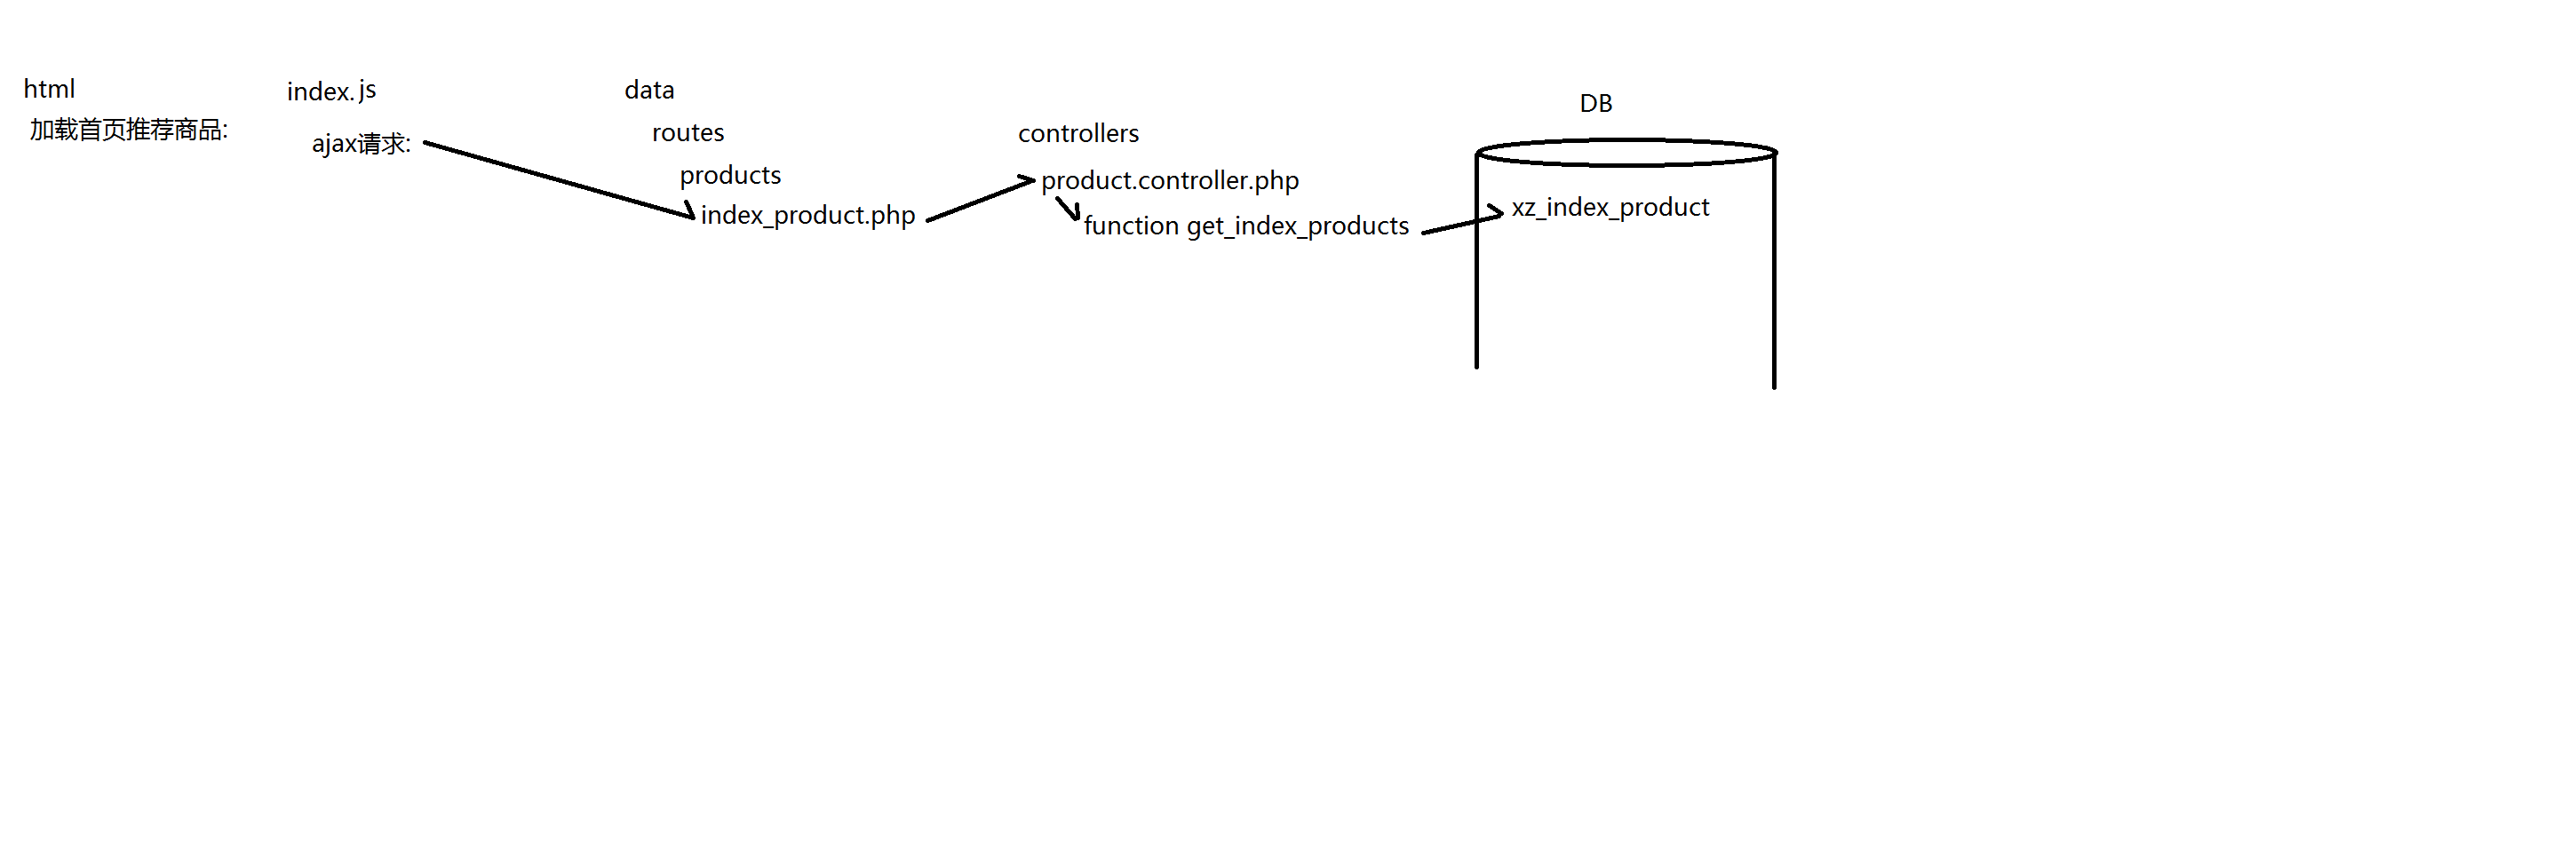 html
加载首页推荐商品:
index.js
ajax请求:
data
routes
products
index_product.php
controllers
product.controller.php
function get_index_products
DB
xz_index_product